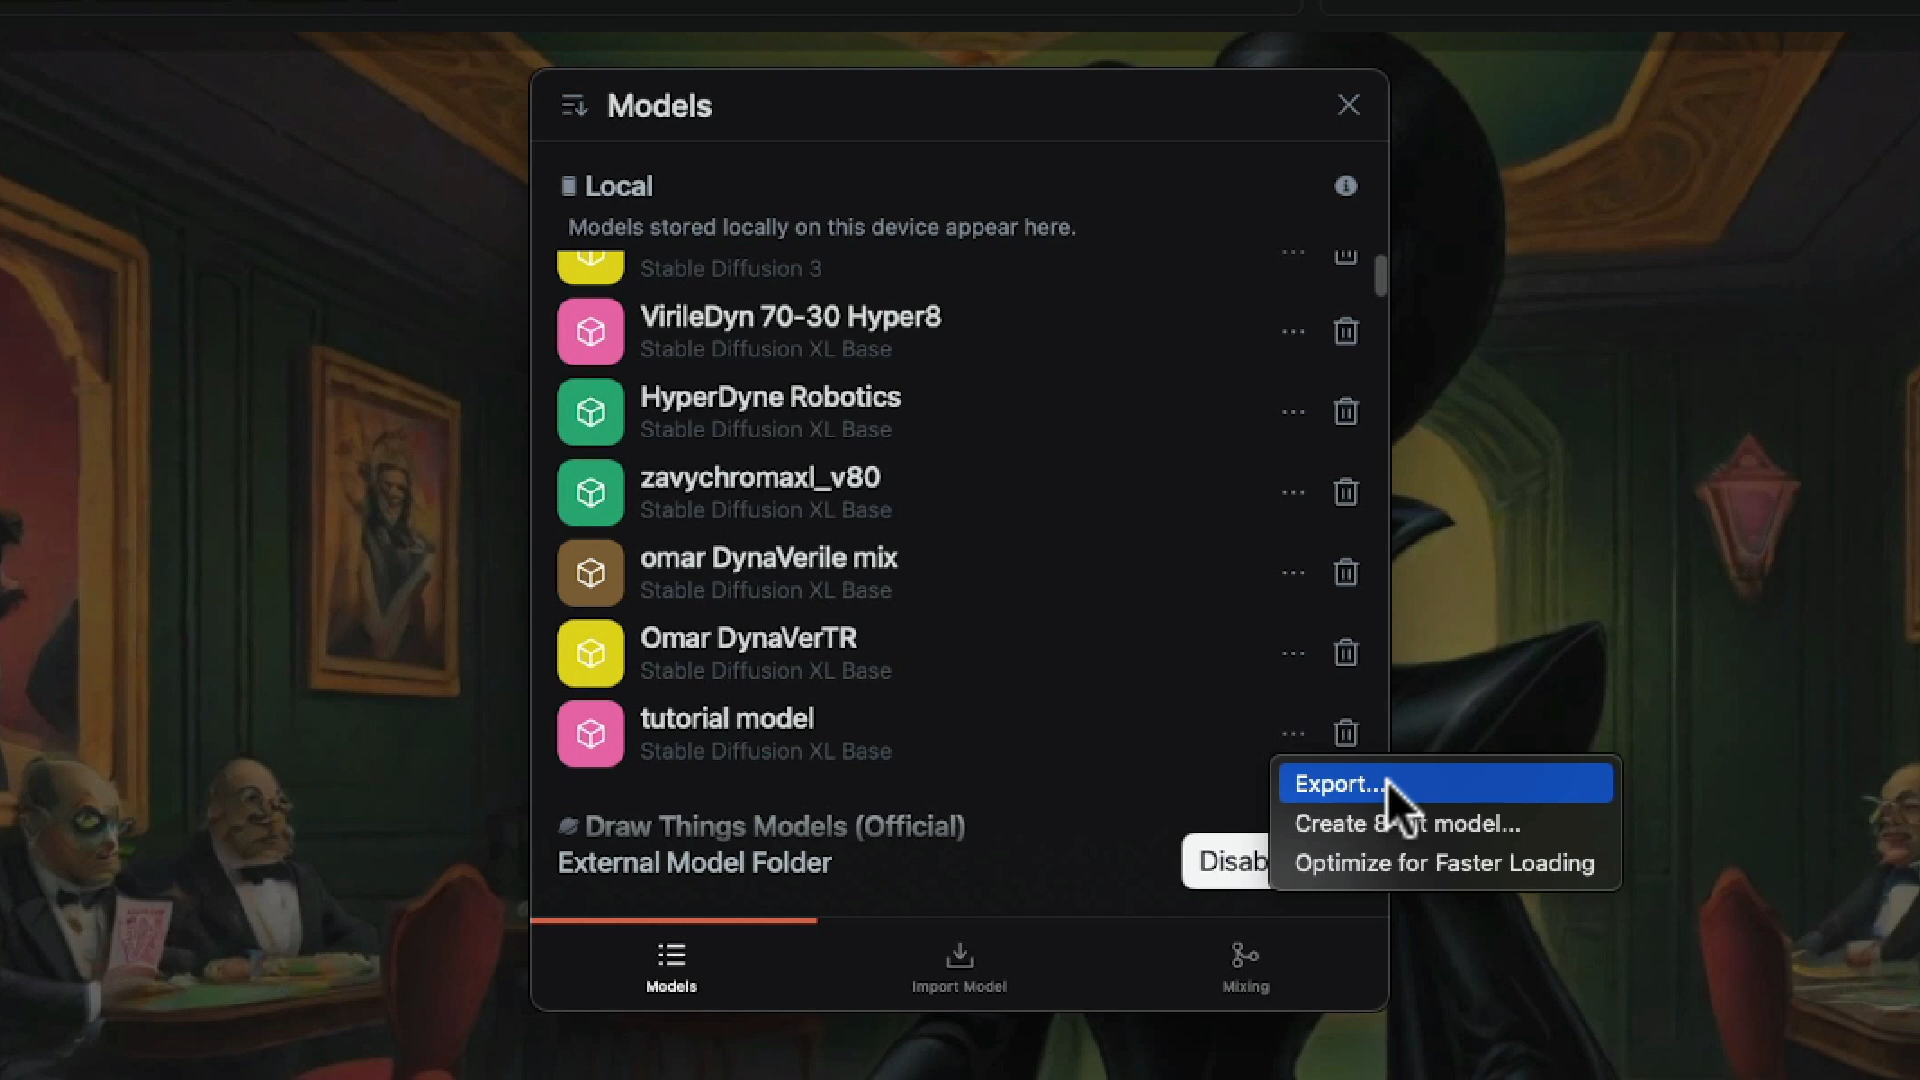 Models
Local
Models stored locally on this device appear here.
Stable Diffusion 3
VirileDyn 70-30 Hyper8
Stable Diffusion XL Base
HyperDyne Robotics
Stable Diffusion XL Base
zavychromaxl_v80
Stable Diffusion XL Base
omar DynaVerile mix
Stable Diffusion XL Base
Omar DynaVerTR
Stable Diffusion XL Base
tutorial model
Stable Diffusion XL Base
Export...
Create 8 model...
Draw Things Models (Official)
External Model Folder
Disab
Optimize for Faster Loading
Models
Import Model
Mixing